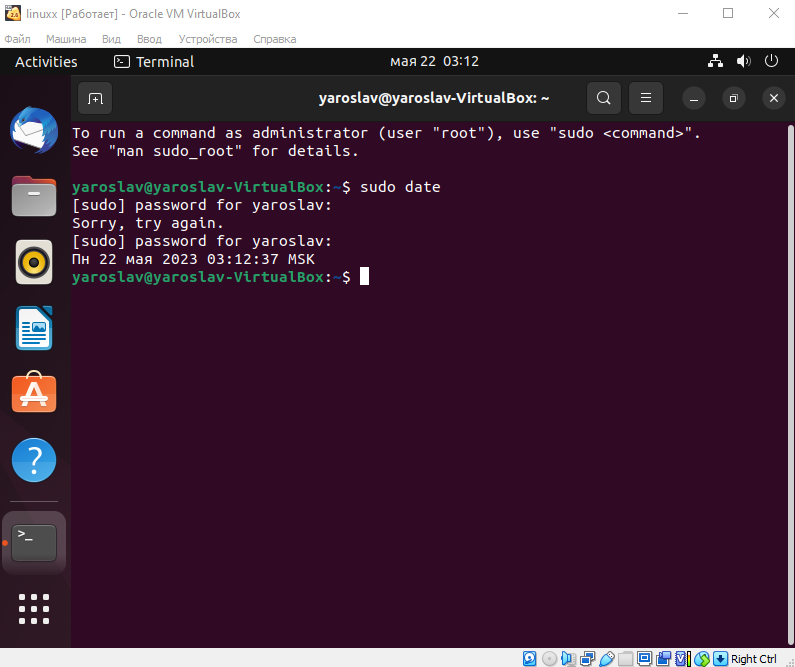 linuxx [Работает] - Oracle VM VirtualBox
Файл Машина Вид Ввод Устройства Справка
Activities Terminal мая 22 03:12
yaroslav@yaroslav-VirtualBox: ~
To run a command as administrator (user "root"), use "sudo <command>".
See "man sudo_root" for details.
yaroslav@yaroslav-VirtualBox:~$ sudo date
[sudo] password for yaroslav:
Sorry, try again.
[sudo] password for yaroslav:
Пн 22 мая 2023 03:12:37 MSK
yaroslav@yaroslav-VirtualBox:~$
Right Ctrl